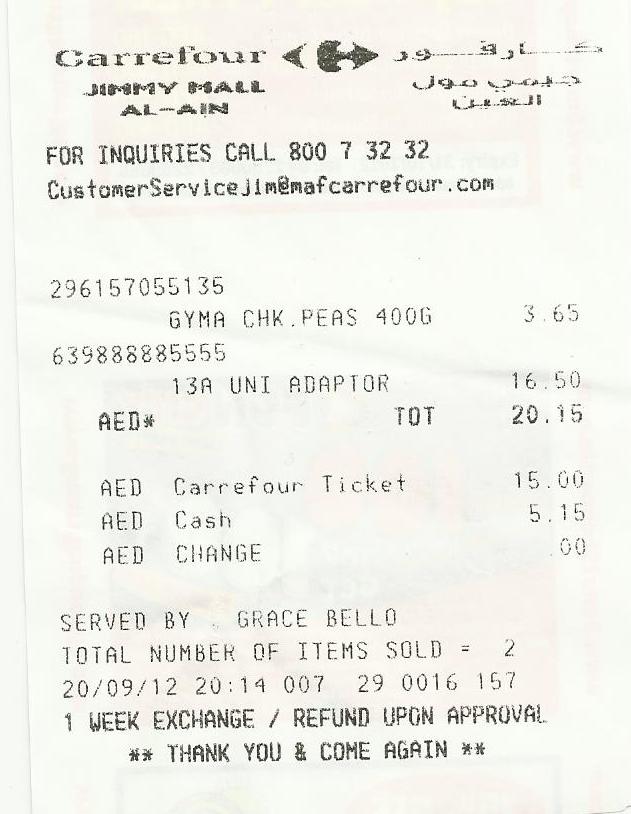 Carrefour كارفور
JIMMY MALL جيمي مول
AL-AIN العين
FOR INQUIRIES CALL 800 7 32 32
CustomerServiceJim@mafcarrefour.com
296157055135
GYMA CHK.PEAS 400G 3.65
639888885555
13A UNI ADAPTOR 16.50
AED* TOT 20.15
AED Carrefour Ticket 15.00
AED Cash 5.15
AED CHANGE .00
SERVED BY : GRACE BELLO
TOTAL NUMBER OF ITEMS SOLD = 2
20/09/12 20:14 007 29 0016 157
1 WEEK EXCHANGE / REFUND UPON APPROVAL
** THANK YOU & COME AGAIN **